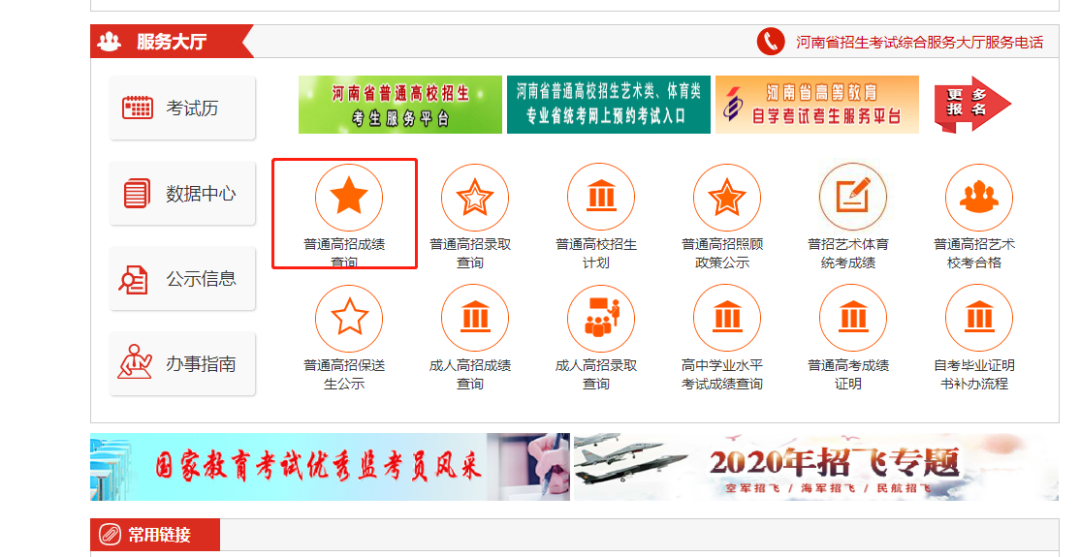 服务大厅
河南省招生考试综合服务大厅服务电话
考试历
数据中心
公示信息
办事指南
河南省普通高校招生
考生服务平台
河南省普通高校招生艺术类、体育类
专业省统考网上预约考试入口
河南省高等教育
自学考试考生服务平台
更多
报名
普通高招成绩
查询
普通高招录取
查询
普通高校招生
计划
普通高招照顾
政策公示
普招艺术体育
统考成绩
普通高招艺术
校考合格
普通高招保送
生公示
成人高招成绩
查询
成人高招录取
查询
高中学业水平
考试成绩查询
普通高考成绩
证明
自考毕业证明
书补办流程
国家教育考试优秀监考员风采
2020年招飞专题
空军招飞 / 海军招飞 / 民航招飞
常用链接